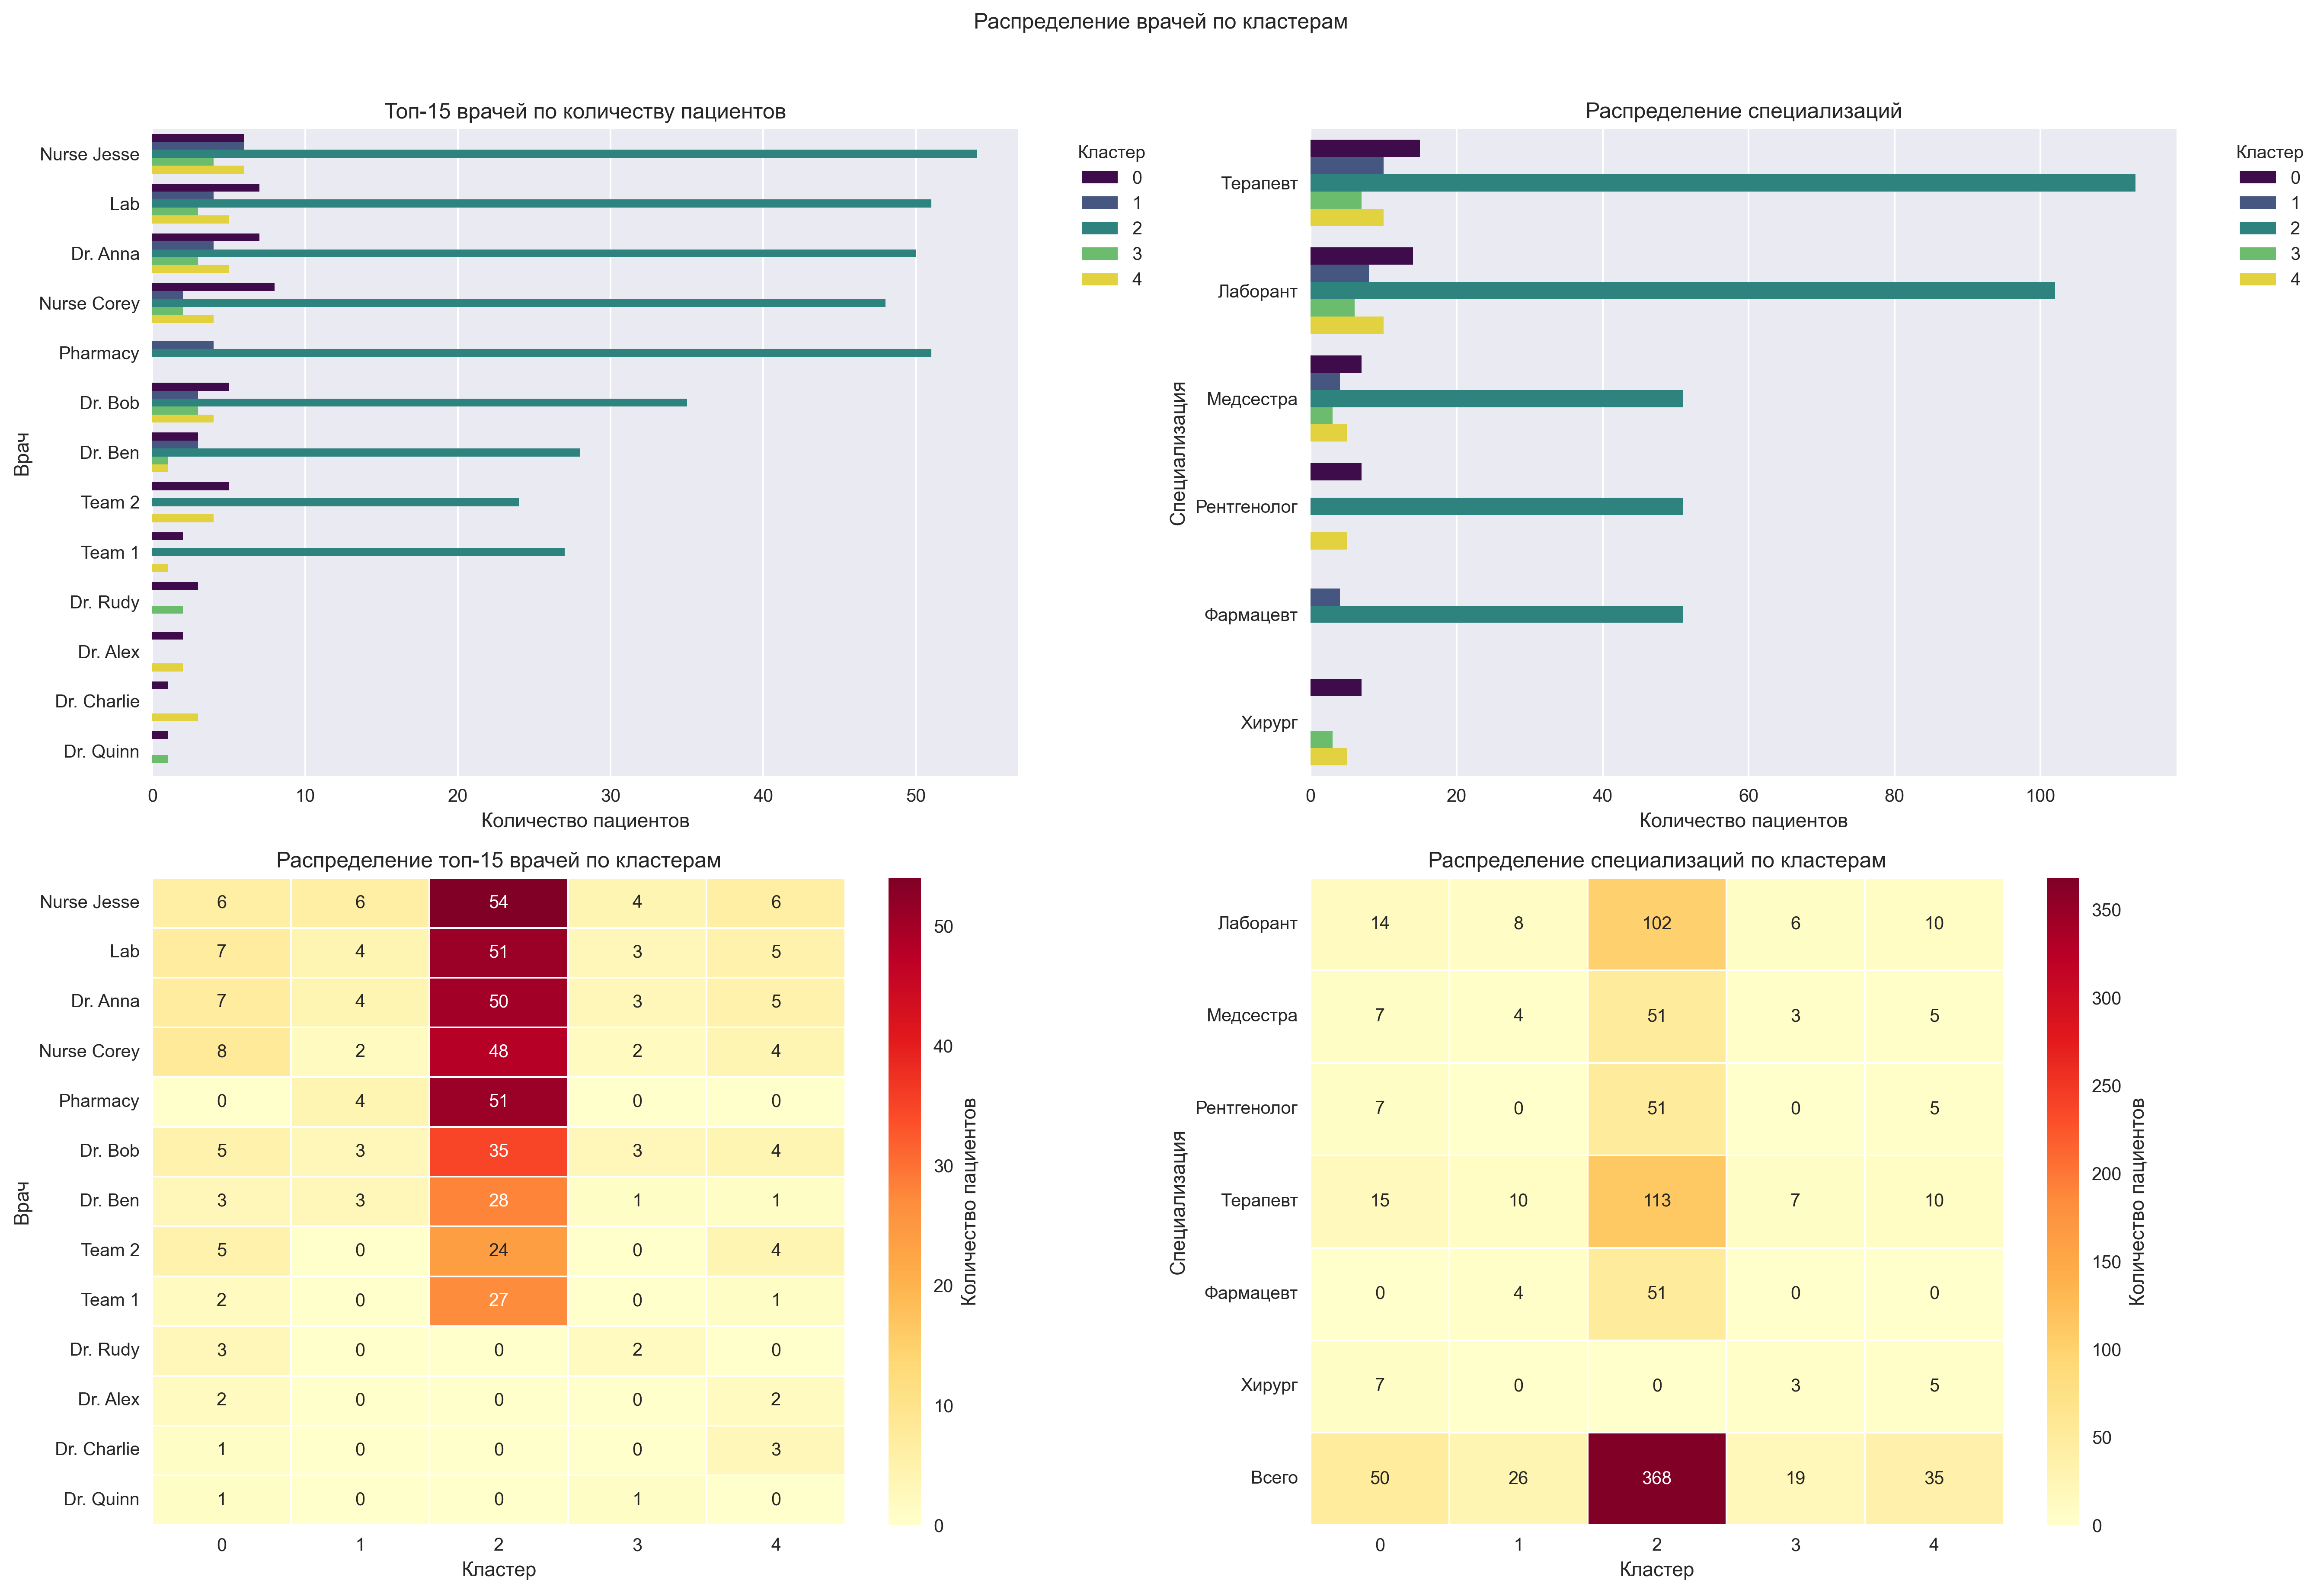 Распределение врачей по кластерам
Топ-15 врачей по количеству пациентов
Врач
Nurse Jesse
Lab
Dr. Anna
Nurse Corey
Pharmacy
Dr. Bob
Dr. Ben
Team 2
Team 1
Dr. Rudy
Dr. Alex
Dr. Charlie
Dr. Quinn
0 10 20 30 40 50
Количество пациентов
Кластер
0
1
2
3
4
Распределение специализаций
Специализация
Терапевт
Лаборант
Медсестра
Рентгенолог
Фармацевт
Хирург
0 20 40 60 80 100
Количество пациентов
Кластер
0
1
2
3
4
Распределение топ-15 врачей по кластерам
Врач
Nurse Jesse 6 6 54 4 6
Lab 7 4 51 3 5
Dr. Anna 7 4 50 3 5
Nurse Corey 8 2 48 2 4
Pharmacy 0 4 51 0 0
Dr. Bob 5 3 35 3 4
Dr. Ben 3 3 28 1 1
Team 2 5 0 24 0 4
Team 1 2 0 27 0 1
Dr. Rudy 3 0 0 2 0
Dr. Alex 2 0 0 0 2
Dr. Charlie 1 0 0 0 3
Dr. Quinn 1 0 0 1 0
0 1 2 3 4
Кластер
50
40
30
20
10
0
Количество пациентов
Распределение специализаций по кластерам
Специализация
Лаборант 14 8 102 6 10
Медсестра 7 4 51 3 5
Рентгенолог 7 0 51 0 5
Терапевт 15 10 113 7 10
Фармацевт 0 4 51 0 0
Хирург 7 0 0 3 5
Всего 50 26 368 19 35
0 1 2 3 4
Кластер
350
300
250
200
150
100
50
0
Количество пациентов